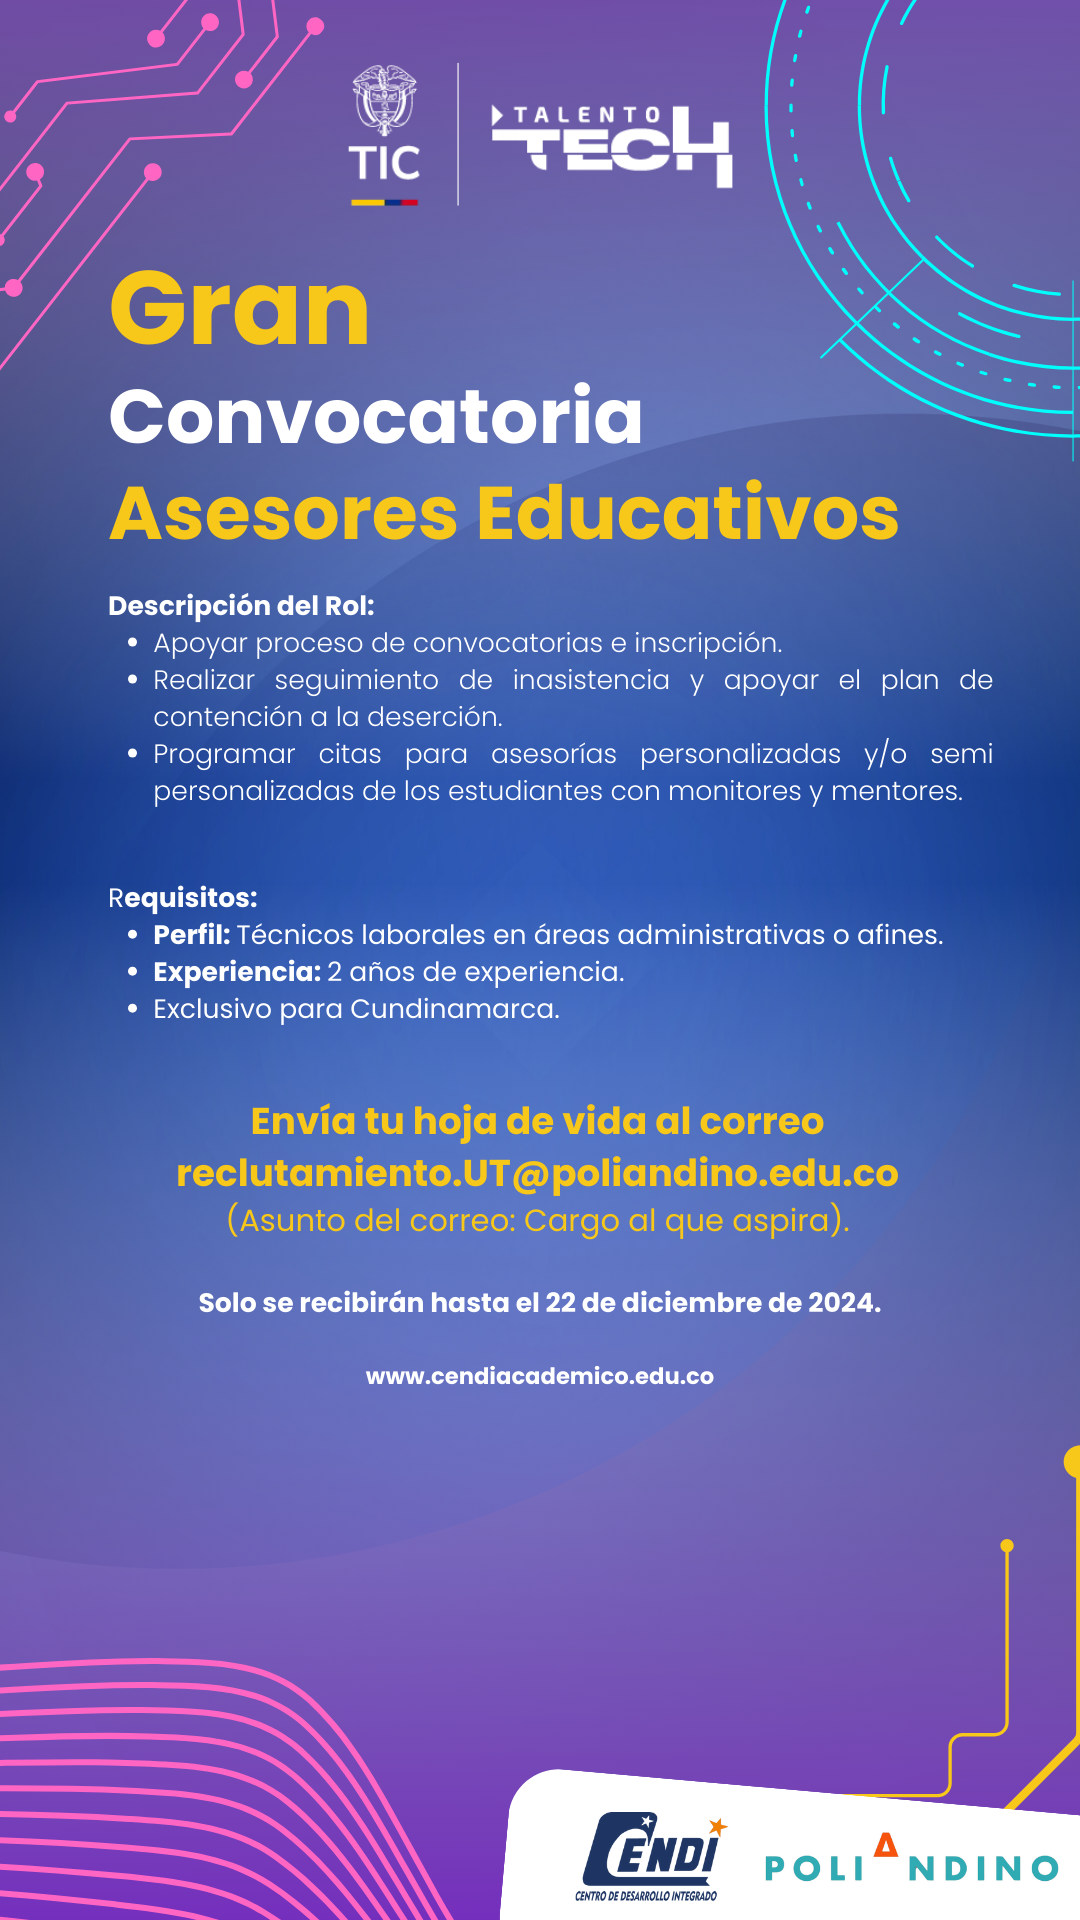 TIC
TALENTO
TECH
Gran
Convocatoria
Asesores Educativos
Descripción del Rol:
• Apoyar proceso de convocatorias e inscripción.
• Realizar seguimiento de inasistencia y apoyar el plan de
contención a la deserción.
• Programar citas para asesorías personalizadas y/o semi
personalizadas de los estudiantes con monitores y mentores.
Requisitos:
• Perfil: Técnicos laborales en áreas administrativas o afines.
• Experiencia: 2 años de experiencia.
• Exclusivo para Cundinamarca.
Envía tu hoja de vida al correo
reclutamiento.UT@poliandino.edu.co
(Asunto del correo: Cargo al que aspira).
Solo se recibirán hasta el 22 de diciembre de 2024.
www.cendiacademico.edu.co
CENDI
CENTRO DE DESARROLLO INTEGRADO
POLIANDINO